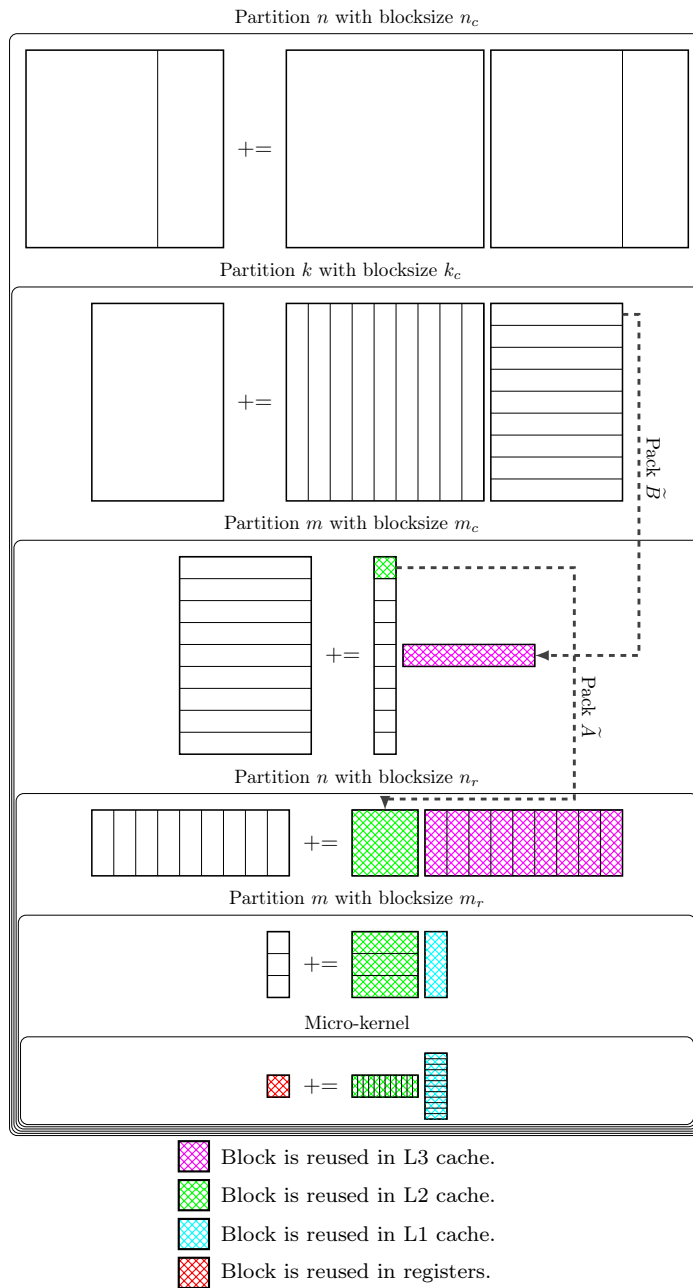 Partition n with blocksize n_c
+=
Partition k with blocksize k_c
+=
Pack B̃
Partition m with blocksize m_c
+=
Pack Ã
Partition n with blocksize n_r
+=
Partition m with blocksize m_r
+=
Micro-kernel
+=
Block is reused in L3 cache.
Block is reused in L2 cache.
Block is reused in L1 cache.
Block is reused in registers.